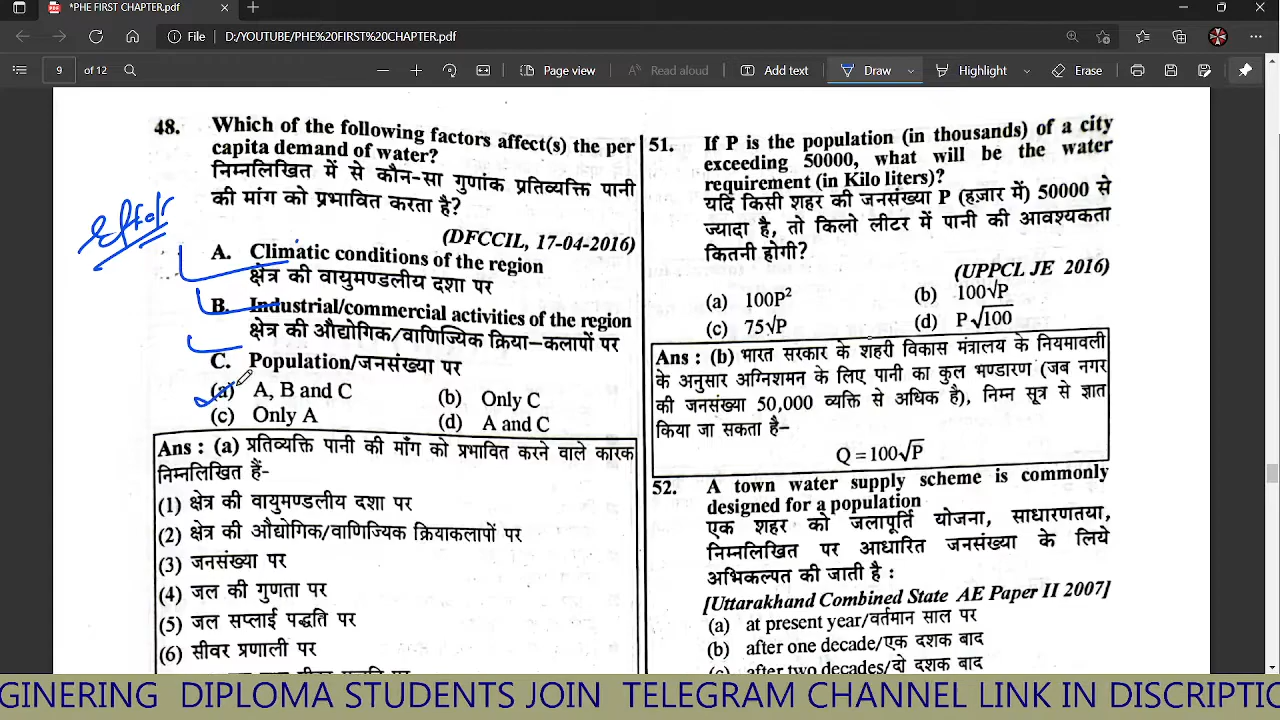 *PHE FIRST CHAPTER.pdf
File D:/YOUTUBE/PHE%20FIRST%20CHAPTER.pdf
9 of 12 Page view Read aloud Add text Draw Highlight Erase
48. Which of the following factors affect(s) the per
capita demand of water?
निम्नलिखित में से कौन-सा गुणांक प्रतिव्यक्ति पानी
की मांग को प्रभावित करता है?
(DFCCIL, 17-04-2016)
A. Climatic conditions of the region
क्षेत्र की वायुमण्डलीय दशा पर
B. Industrial/commercial activities of the region
क्षेत्र की औद्योगिक/वाणिज्यिक क्रिया-कलापों पर
C. Population/जनसंख्या पर
(a) A, B and C (b) Only C
(c) Only A (d) A and C
Ans : (a) प्रतिव्यक्ति पानी की माँग को प्रभावित करने वाले कारक
निम्नलिखित हैं-
(1) क्षेत्र की वायुमण्डलीय दशा पर
(2) क्षेत्र की औद्योगिक/वाणिज्यिक क्रियाकलापों पर
(3) जनसंख्या पर
(4) जल की गुणता पर
(5) जल सप्लाई पद्धति पर
(6) सीवर प्रणाली पर
51. If P is the population (in thousands) of a city
exceeding 50000, what will be the water
requirement (in Kilo liters)?
यदि किसी शहर की जनसंख्या P (हज़ार में) 50000 से
ज्यादा है, तो किलो लीटर में पानी की आवश्यकता
कितनी होगी?
(UPPCL JE 2016)
(a) 100P² (b) 100√P
(c) 75√P (d) P√100
Ans : (b) भारत सरकार के शहरी विकास मंत्रालय के नियमावली
के अनुसार अग्निशमन के लिए पानी का कुल भण्डारण (जब नगर
की जनसंख्या 50,000 व्यक्ति से अधिक है), निम्न सूत्र से ज्ञात
किया जा सकता है–
Q = 100√P
52. A town water supply scheme is commonly
designed for a population
एक शहर को जलापूर्ति योजना, साधारणतया,
निम्नलिखित पर आधारित जनसंख्या के लिये
अभिकल्पत की जाती है :
[Uttarakhand Combined State AE Paper II 2007]
(a) at present year/वर्तमान साल पर
(b) after one decade/एक दशक बाद
(c) after two decades/दो दशक बाद
GINERING DIPLOMA STUDENTS JOIN TELEGRAM CHANNEL LINK IN DISCRIPTIO